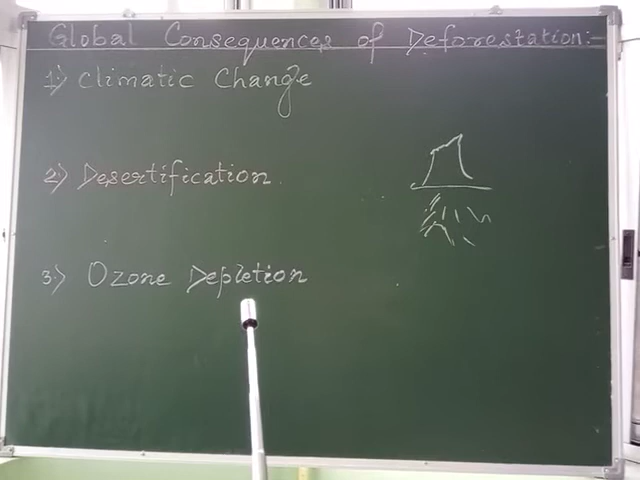 Global Consequences of Deforestation:-
1:) Climatic Change
2:) Desertification
3:) Ozone Depletion